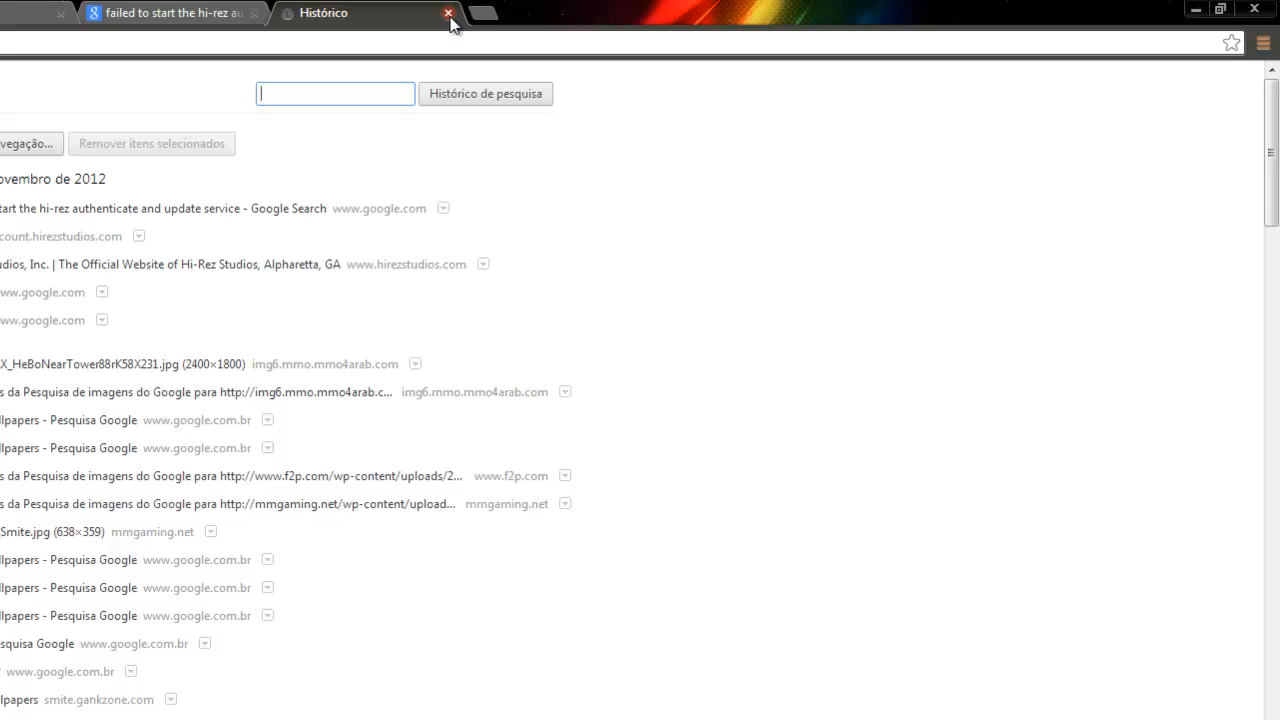 failed to start the hi-rez au
Histórico
Histórico de pesquisa
vegação...
Remover itens selecionados
ovembro de 2012
tart the hi-rez authenticate and update service - Google Search www.google.com
count.hirezstudios.com
udios, Inc. | The Official Website of Hi-Rez Studios, Alpharetta, GA www.hirezstudios.com
ww.google.com
ww.google.com
X_HeBoNearTower88rK58X231.jpg (2400×1800) img6.mmo.mmo4arab.com
s da Pesquisa de imagens do Google para http://img6.mmo.mmo4arab.c... img6.mmo.mmo4arab.com
llpapers - Pesquisa Google www.google.com.br
llpapers - Pesquisa Google www.google.com.br
s da Pesquisa de imagens do Google para http://www.f2p.com/wp-content/uploads/2... www.f2p.com
s da Pesquisa de imagens do Google para http://mmgaming.net/wp-content/upload... mmgaming.net
Smite.jpg (638×359) mmgaming.net
llpapers - Pesquisa Google www.google.com.br
llpapers - Pesquisa Google www.google.com.br
llpapers - Pesquisa Google www.google.com.br
squisa Google www.google.com.br
www.google.com.br
lpapers smite.gankzone.com